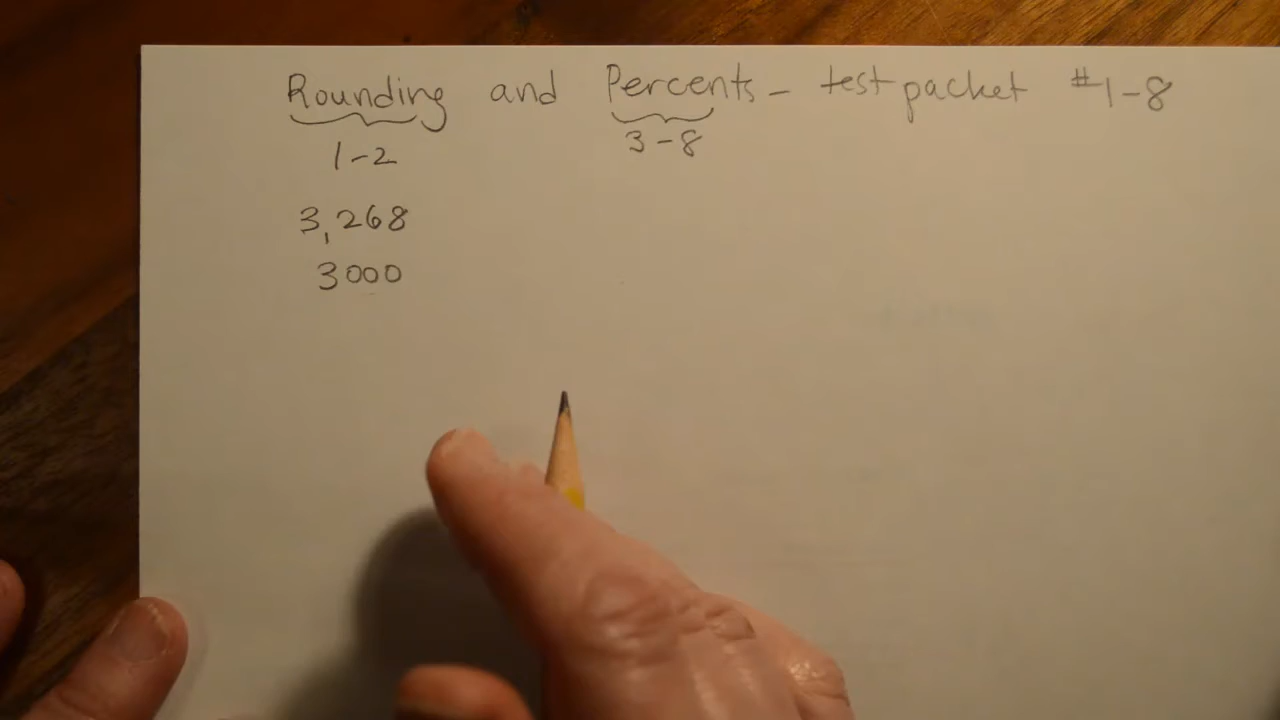 Rounding and Percents - test packet #1-8
1-2 3-8
3,268
3000